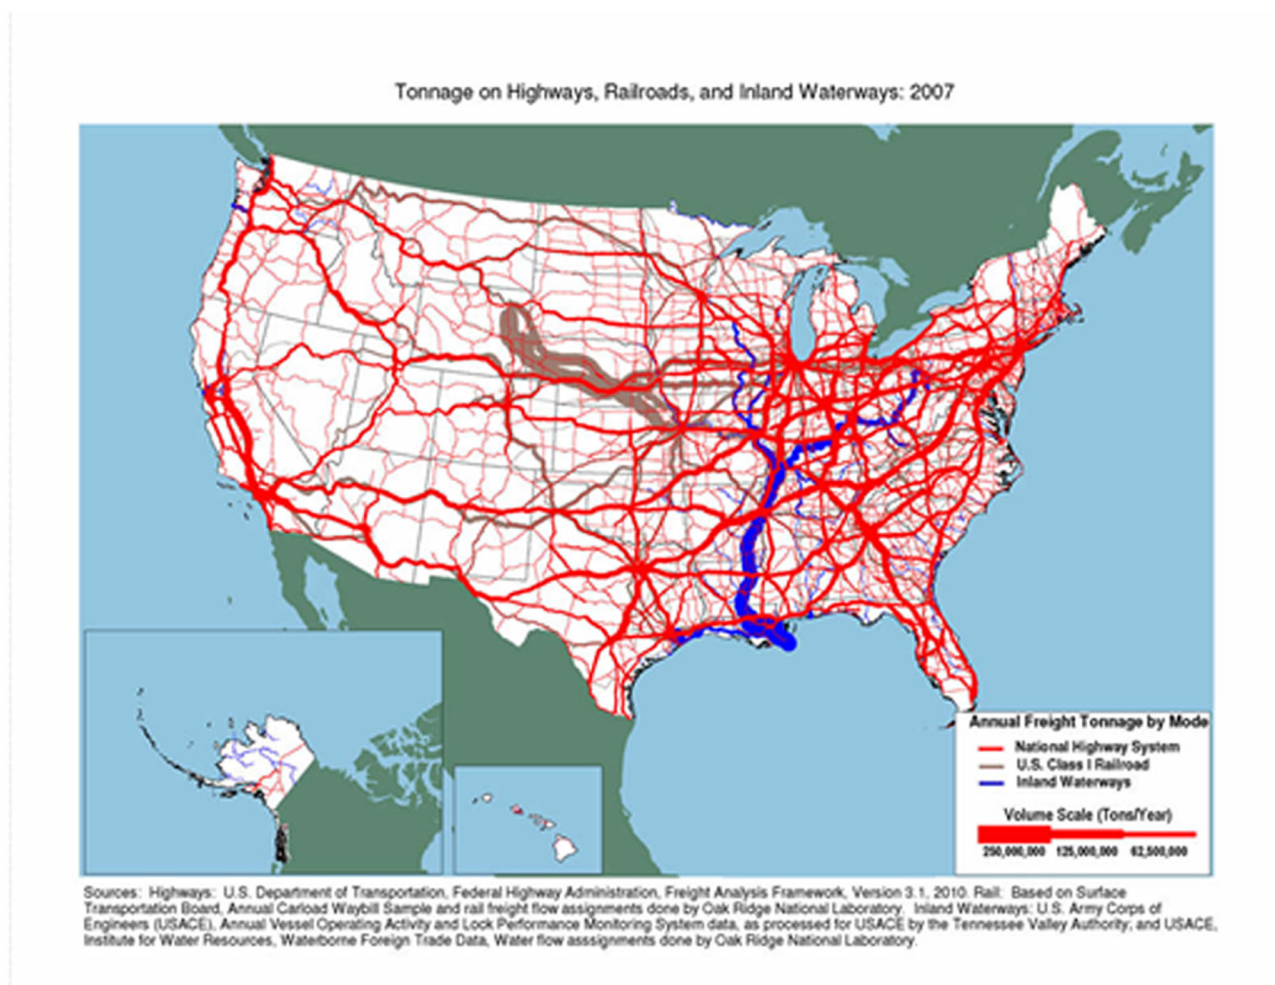 Tonnage on Highways, Railroads, and Inland Waterways: 2007
Annual Freight Tonnage by Mode
National Highway System
U.S. Class I Railroad
Inland Waterways
Volume Scale (Tons/Year)
250,000,000 125,000,000 62,500,000
Sources: Highways: U.S. Department of Transportation, Federal Highway Administration, Freight Analysis Framework, Version 3.1, 2010. Rail: Based on Surface
Transportation Board, Annual Carload Waybill Sample and rail freight flow assignments done by Oak Ridge National Laboratory. Inland Waterways: U.S. Army Corps of
Engineers (USACE), Annual Vessel Operating Activity and Lock Performance Monitoring System data, as processed for USACE by the Tennessee Valley Authority; and USACE,
Institute for Water Resources, Waterborne Foreign Trade Data, Water flow asssignments done by Oak Ridge National Laboratory.